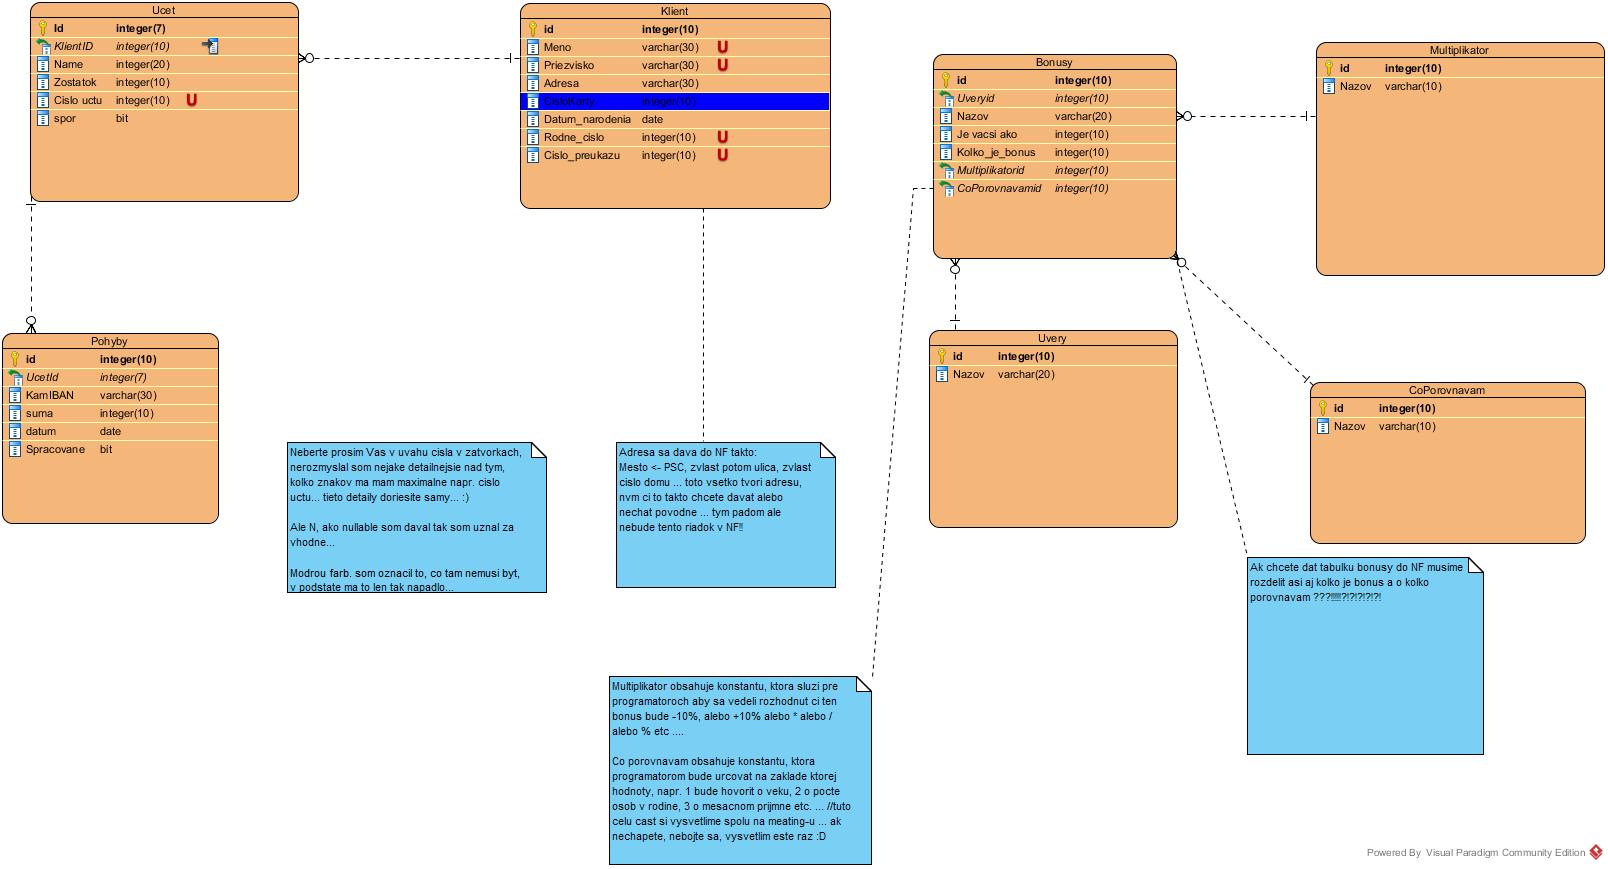 Ucet
Id integer(7)
KlientID integer(10)
Name integer(20)
Zostatok integer(10)
Cislo uctu integer(10) U
spor bit
Klient
id integer(10)
Meno varchar(30) U
Priezvisko varchar(30) U
Adresa varchar(30)
CisloKarty integer(10)
Datum_narodenia date
Rodne_cislo integer(10) U
Cislo_preukazu integer(10) U
Bonusy
id integer(10)
Uveryid integer(10)
Nazov varchar(20)
Je vacsi ako integer(10)
Kolko_je_bonus integer(10)
Multiplikatorid integer(10)
CoPorovnavamid integer(10)
Multiplikator
id integer(10)
Nazov varchar(10)
Pohyby
id integer(10)
UcetId integer(7)
KamIBAN varchar(30)
suma integer(10)
datum date
Spracovane bit
Uvery
id integer(10)
Nazov varchar(20)
CoPorovnavam
id integer(10)
Nazov varchar(10)
Neberte prosim Vas v uvahu cisla v zatvorkach,
nerozmyslal som nejake detailnejsie nad tym,
kolko znakov ma mam maximalne napr. cislo
uctu... tieto detaily doriesite samy... :)
Ale N, ako nullable som daval tak som uznal za
vhodne...
Modrou farb. som oznacil to, co tam nemusi byt,
v podstate ma to len tak napadlo...
Adresa sa dava do NF takto:
Mesto <- PSC, zvlast potom ulica, zvlast
cislo domu ... toto vsetko tvori adresu,
nvm ci to takto chcete davat alebo
nechat povodne ... tym padom ale
nebude tento riadok v NF!!
Ak chcete dat tabulku bonusy do NF musime
rozdelit asi aj kolko je bonus a o kolko
porovnavam ???!!!!!?!?!?!?!?!
Multiplikator obsahuje konstantu, ktora sluzi pre
programatoroch aby sa vedeli rozhodnut ci ten
bonus bude -10%, alebo +10% alebo * alebo /
alebo % etc ....
Co porovnavam obsahuje konstantu, ktora
programatorom bude urcovat na zaklade ktorej
hodnoty, napr. 1 bude hovorit o veku, 2 o pocte
osob v rodine, 3 o mesacnom prijmne etc. ... //tuto
celu cast si vysvetlime spolu na meating-u ... ak
nechapete, nebojte sa, vysvetlim este raz :D
Powered By Visual Paradigm Community Edition